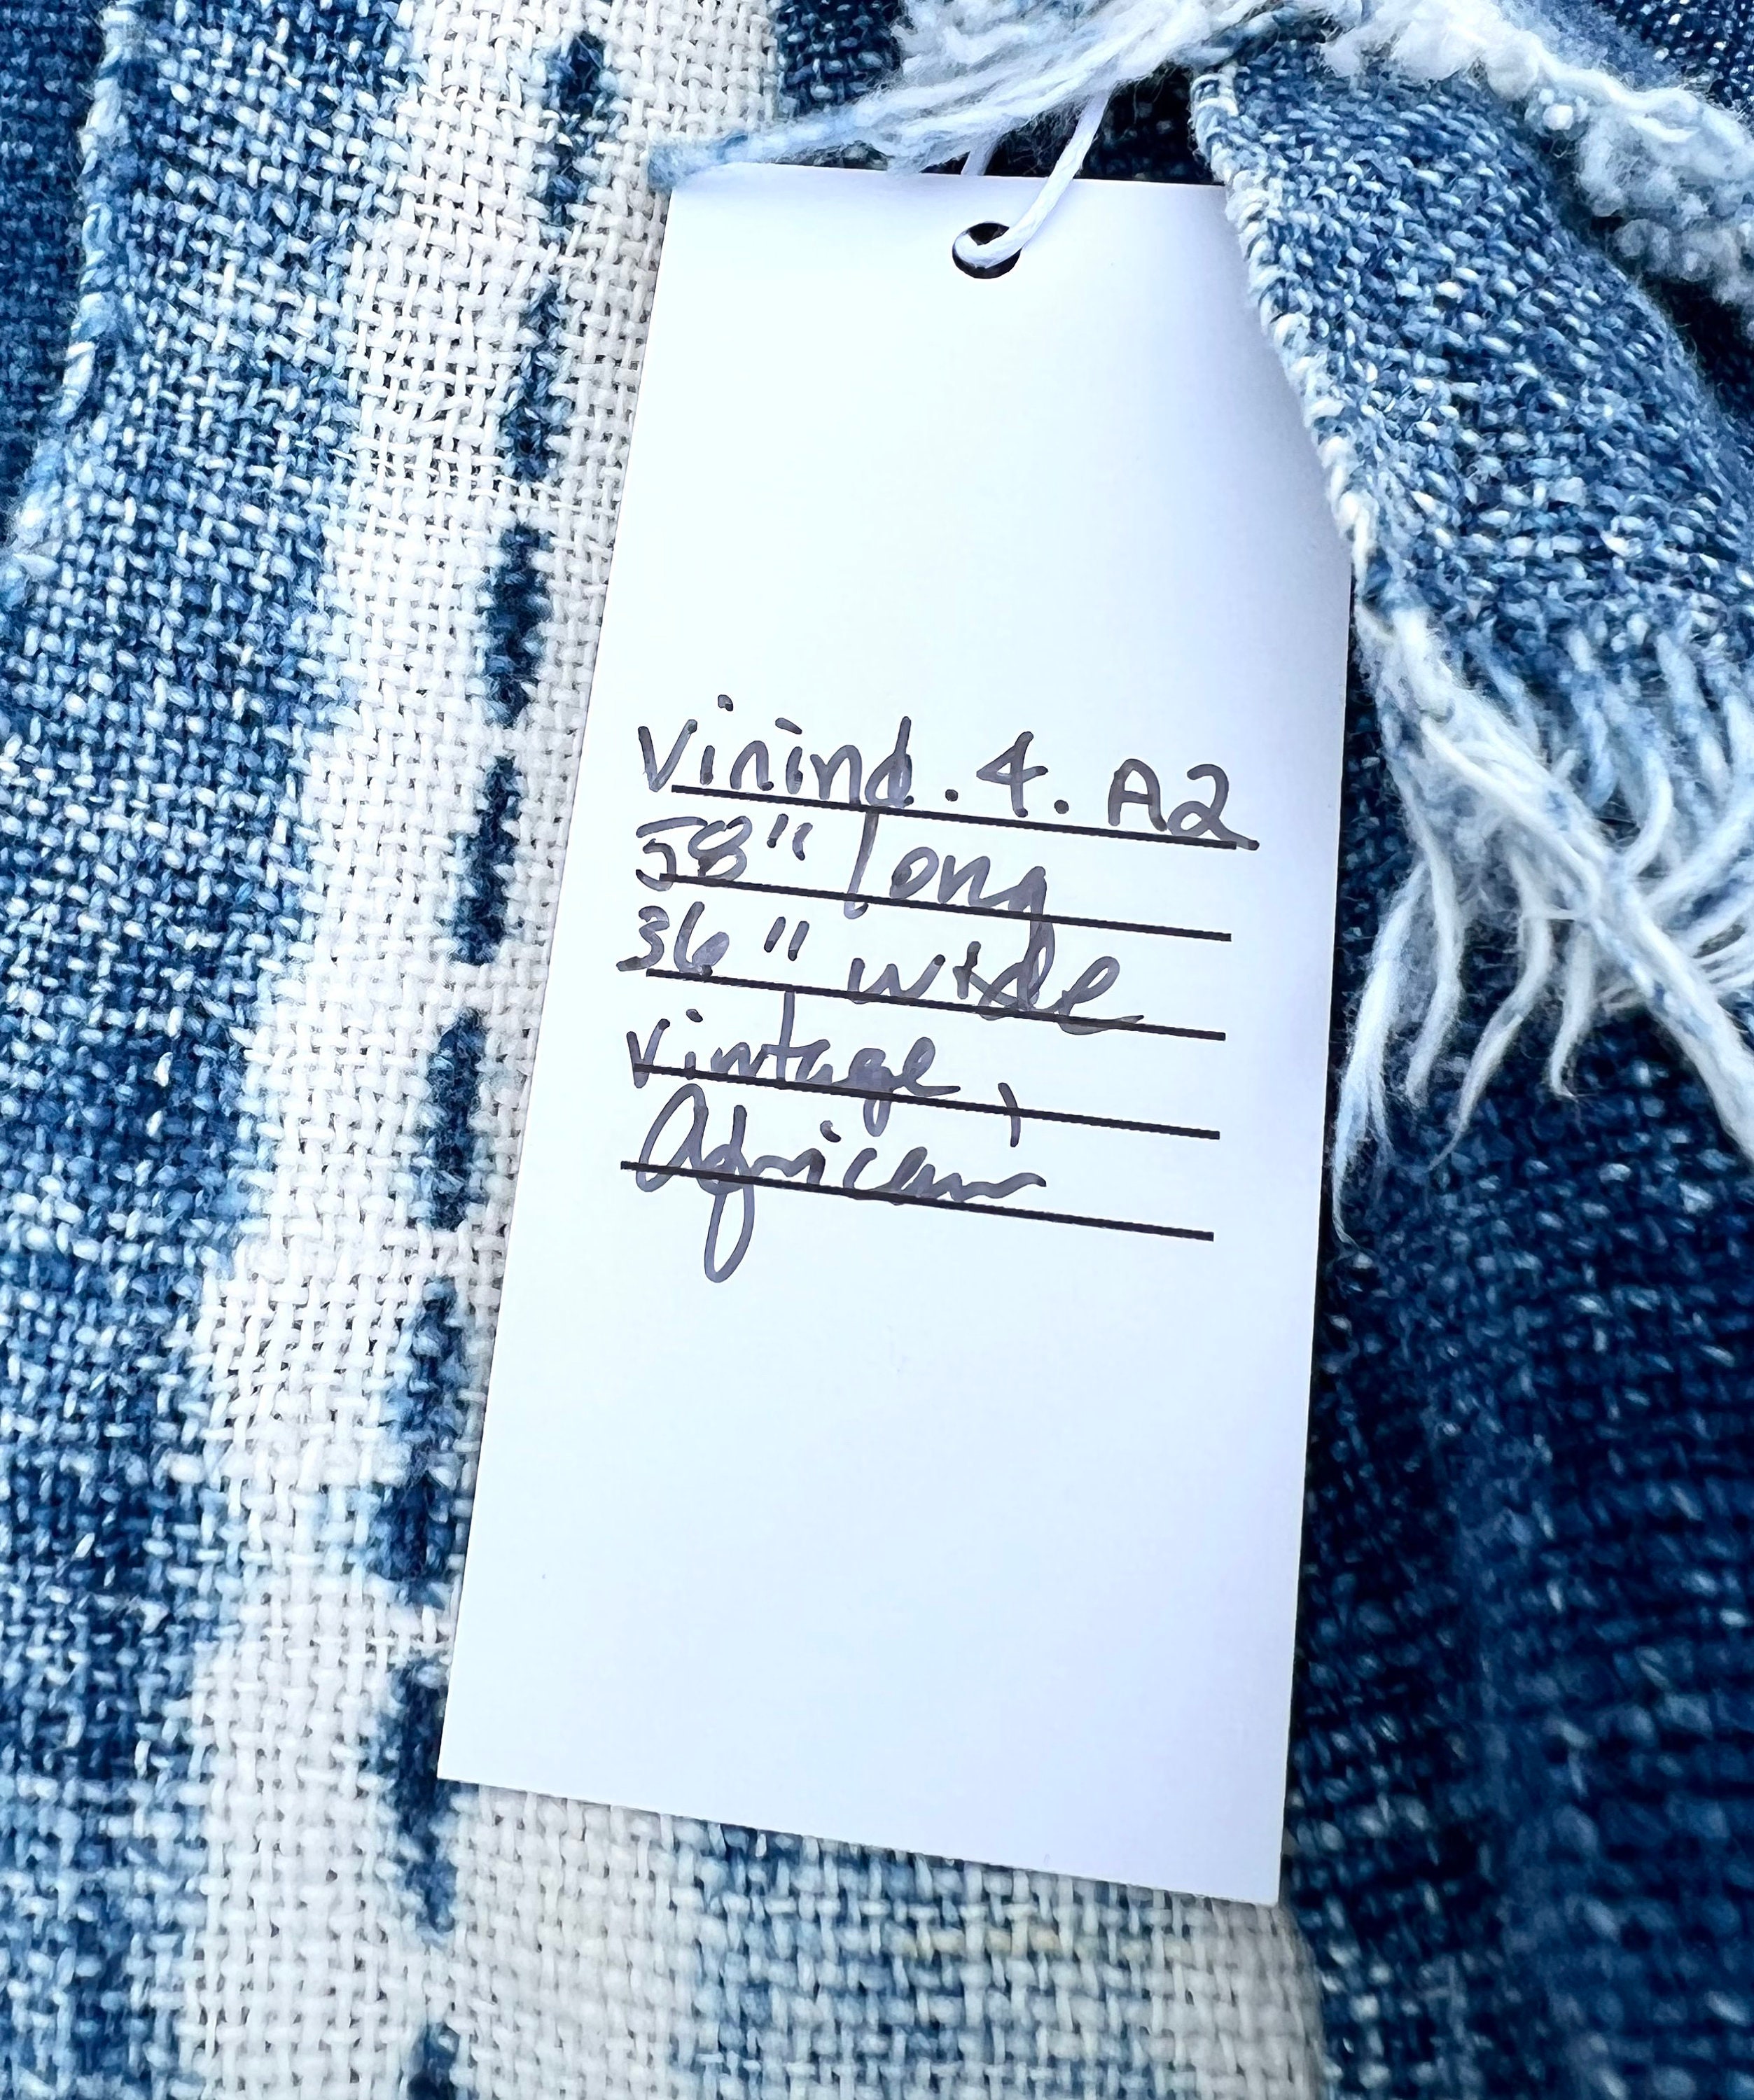 Vinind. 4. A2
58" long
36" wide
Vintage,
African